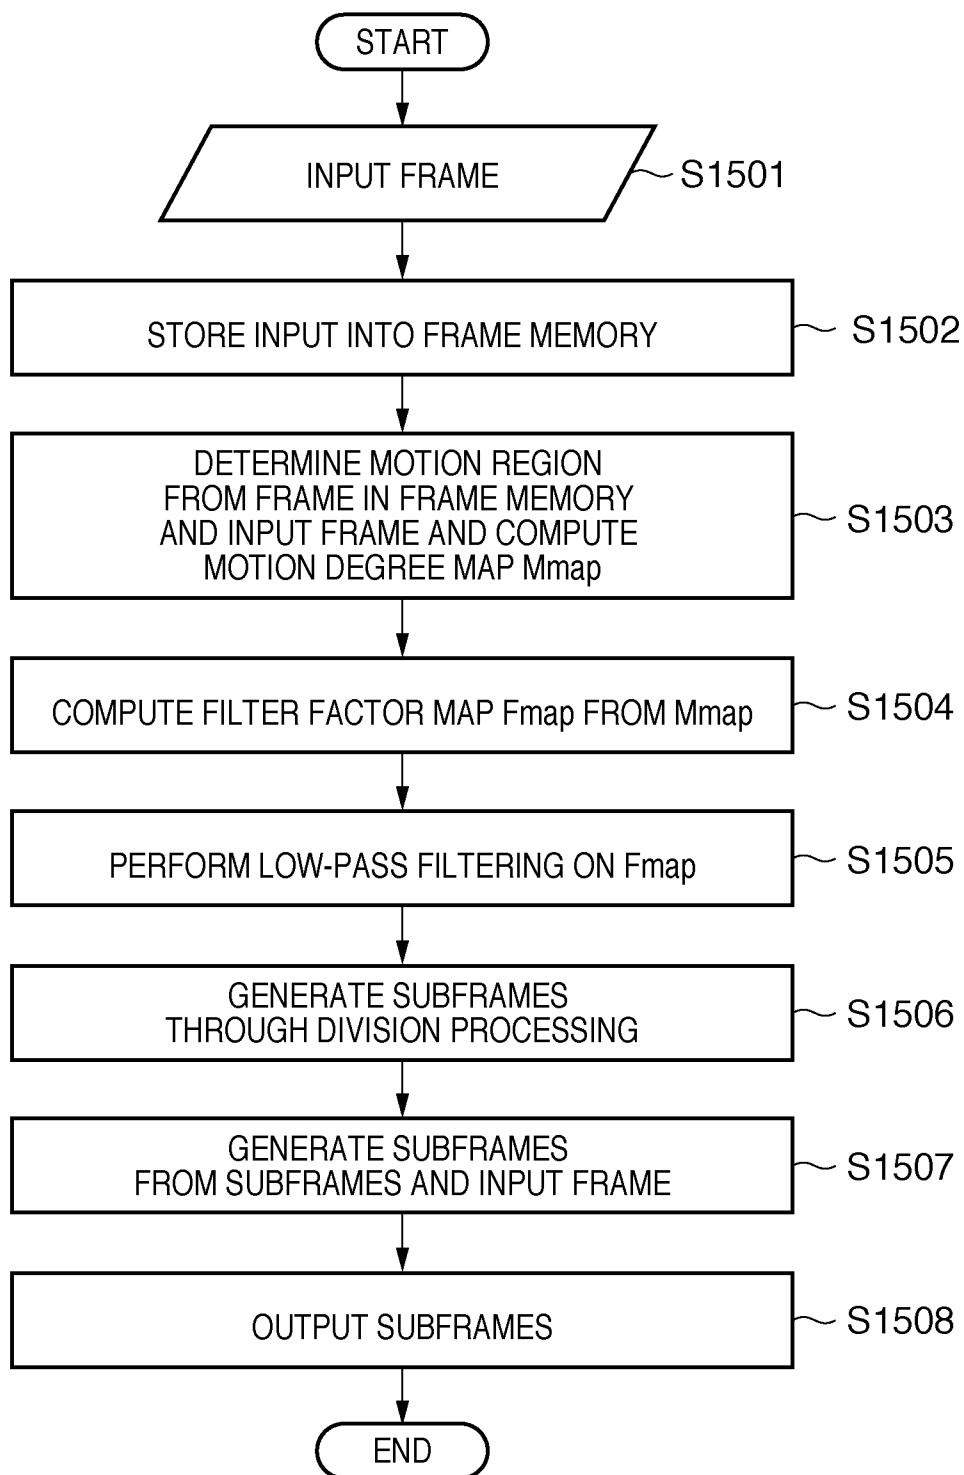 START
INPUT FRAME
S1501
STORE INPUT INTO FRAME MEMORY
S1502
DETERMINE MOTION REGION
FROM FRAME IN FRAME MEMORY
AND INPUT FRAME AND COMPUTE
MOTION DEGREE MAP Mmap
S1503
COMPUTE FILTER FACTOR MAP Fmap FROM Mmap
S1504
PERFORM LOW-PASS FILTERING ON Fmap
S1505
GENERATE SUBFRAMES
THROUGH DIVISION PROCESSING
S1506
GENERATE SUBFRAMES
FROM SUBFRAMES AND INPUT FRAME
S1507
OUTPUT SUBFRAMES
S1508
END